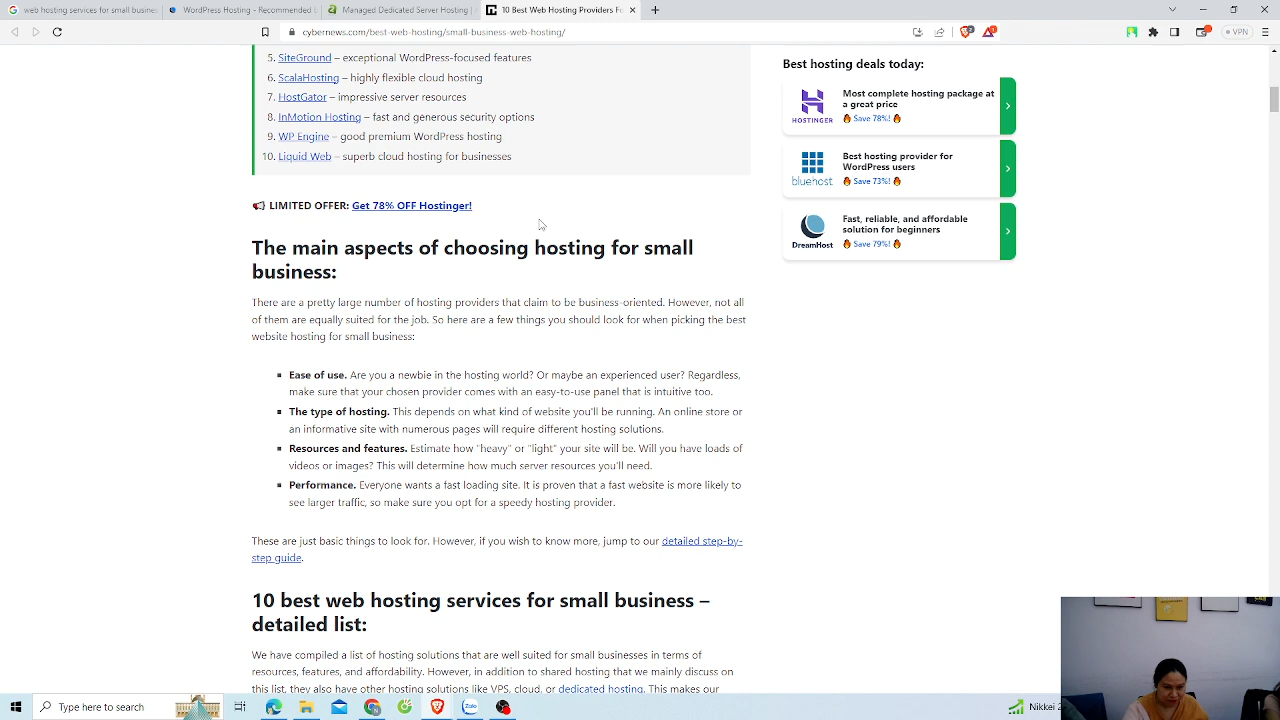 web hosting services for small busines
WordPress Hosting - Recommended
Managed Dedicated Server Hosting |
10 Best Web Hosting Providers Fo
cybernews.com/best-web-hosting/small-business-web-hosting/
VPN
5. SiteGround – exceptional WordPress-focused features
6. ScalaHosting – highly flexible cloud hosting
7. HostGator – impressive server resources
8. InMotion Hosting – fast and generous security options
9. WP Engine – good premium WordPress hosting
10. Liquid Web – superb cloud hosting for businesses
LIMITED OFFER: Get 78% OFF Hostinger!
The main aspects of choosing hosting for small
business:
There are a pretty large number of hosting providers that claim to be business-oriented. However, not all
of them are equally suited for the job. So here are a few things you should look for when picking the best
website hosting for small business:
Ease of use. Are you a newbie in the hosting world? Or maybe an experienced user? Regardless,
make sure that your chosen provider comes with an easy-to-use panel that is intuitive too.
The type of hosting. This depends on what kind of website you'll be running. An online store or
an informative site with numerous pages will require different hosting solutions.
Resources and features. Estimate how "heavy" or "light" your site will be. Will you have loads of
videos or images? This will determine how much server resources you'll need.
Performance. Everyone wants a fast loading site. It is proven that a fast website is more likely to
see larger traffic, so make sure you opt for a speedy hosting provider.
These are just basic things to look for. However, if you wish to know more, jump to our detailed step-by-
step guide.
10 best web hosting services for small business –
detailed list:
We have compiled a list of hosting solutions that are well suited for small businesses in terms of
resources, features, and affordability. However, in addition to shared hosting that we mainly discuss on
this list, they also have other hosting solutions like VPS, cloud, or dedicated hosting. This makes our
Best hosting deals today:
HOSTINGER
Most complete hosting package at
a great price
Save 78%!
bluehost
Best hosting provider for
WordPress users
Save 73%!
DreamHost
Fast, reliable, and affordable
solution for beginners
Save 79%!
Type here to search
Zalo
Nikkei